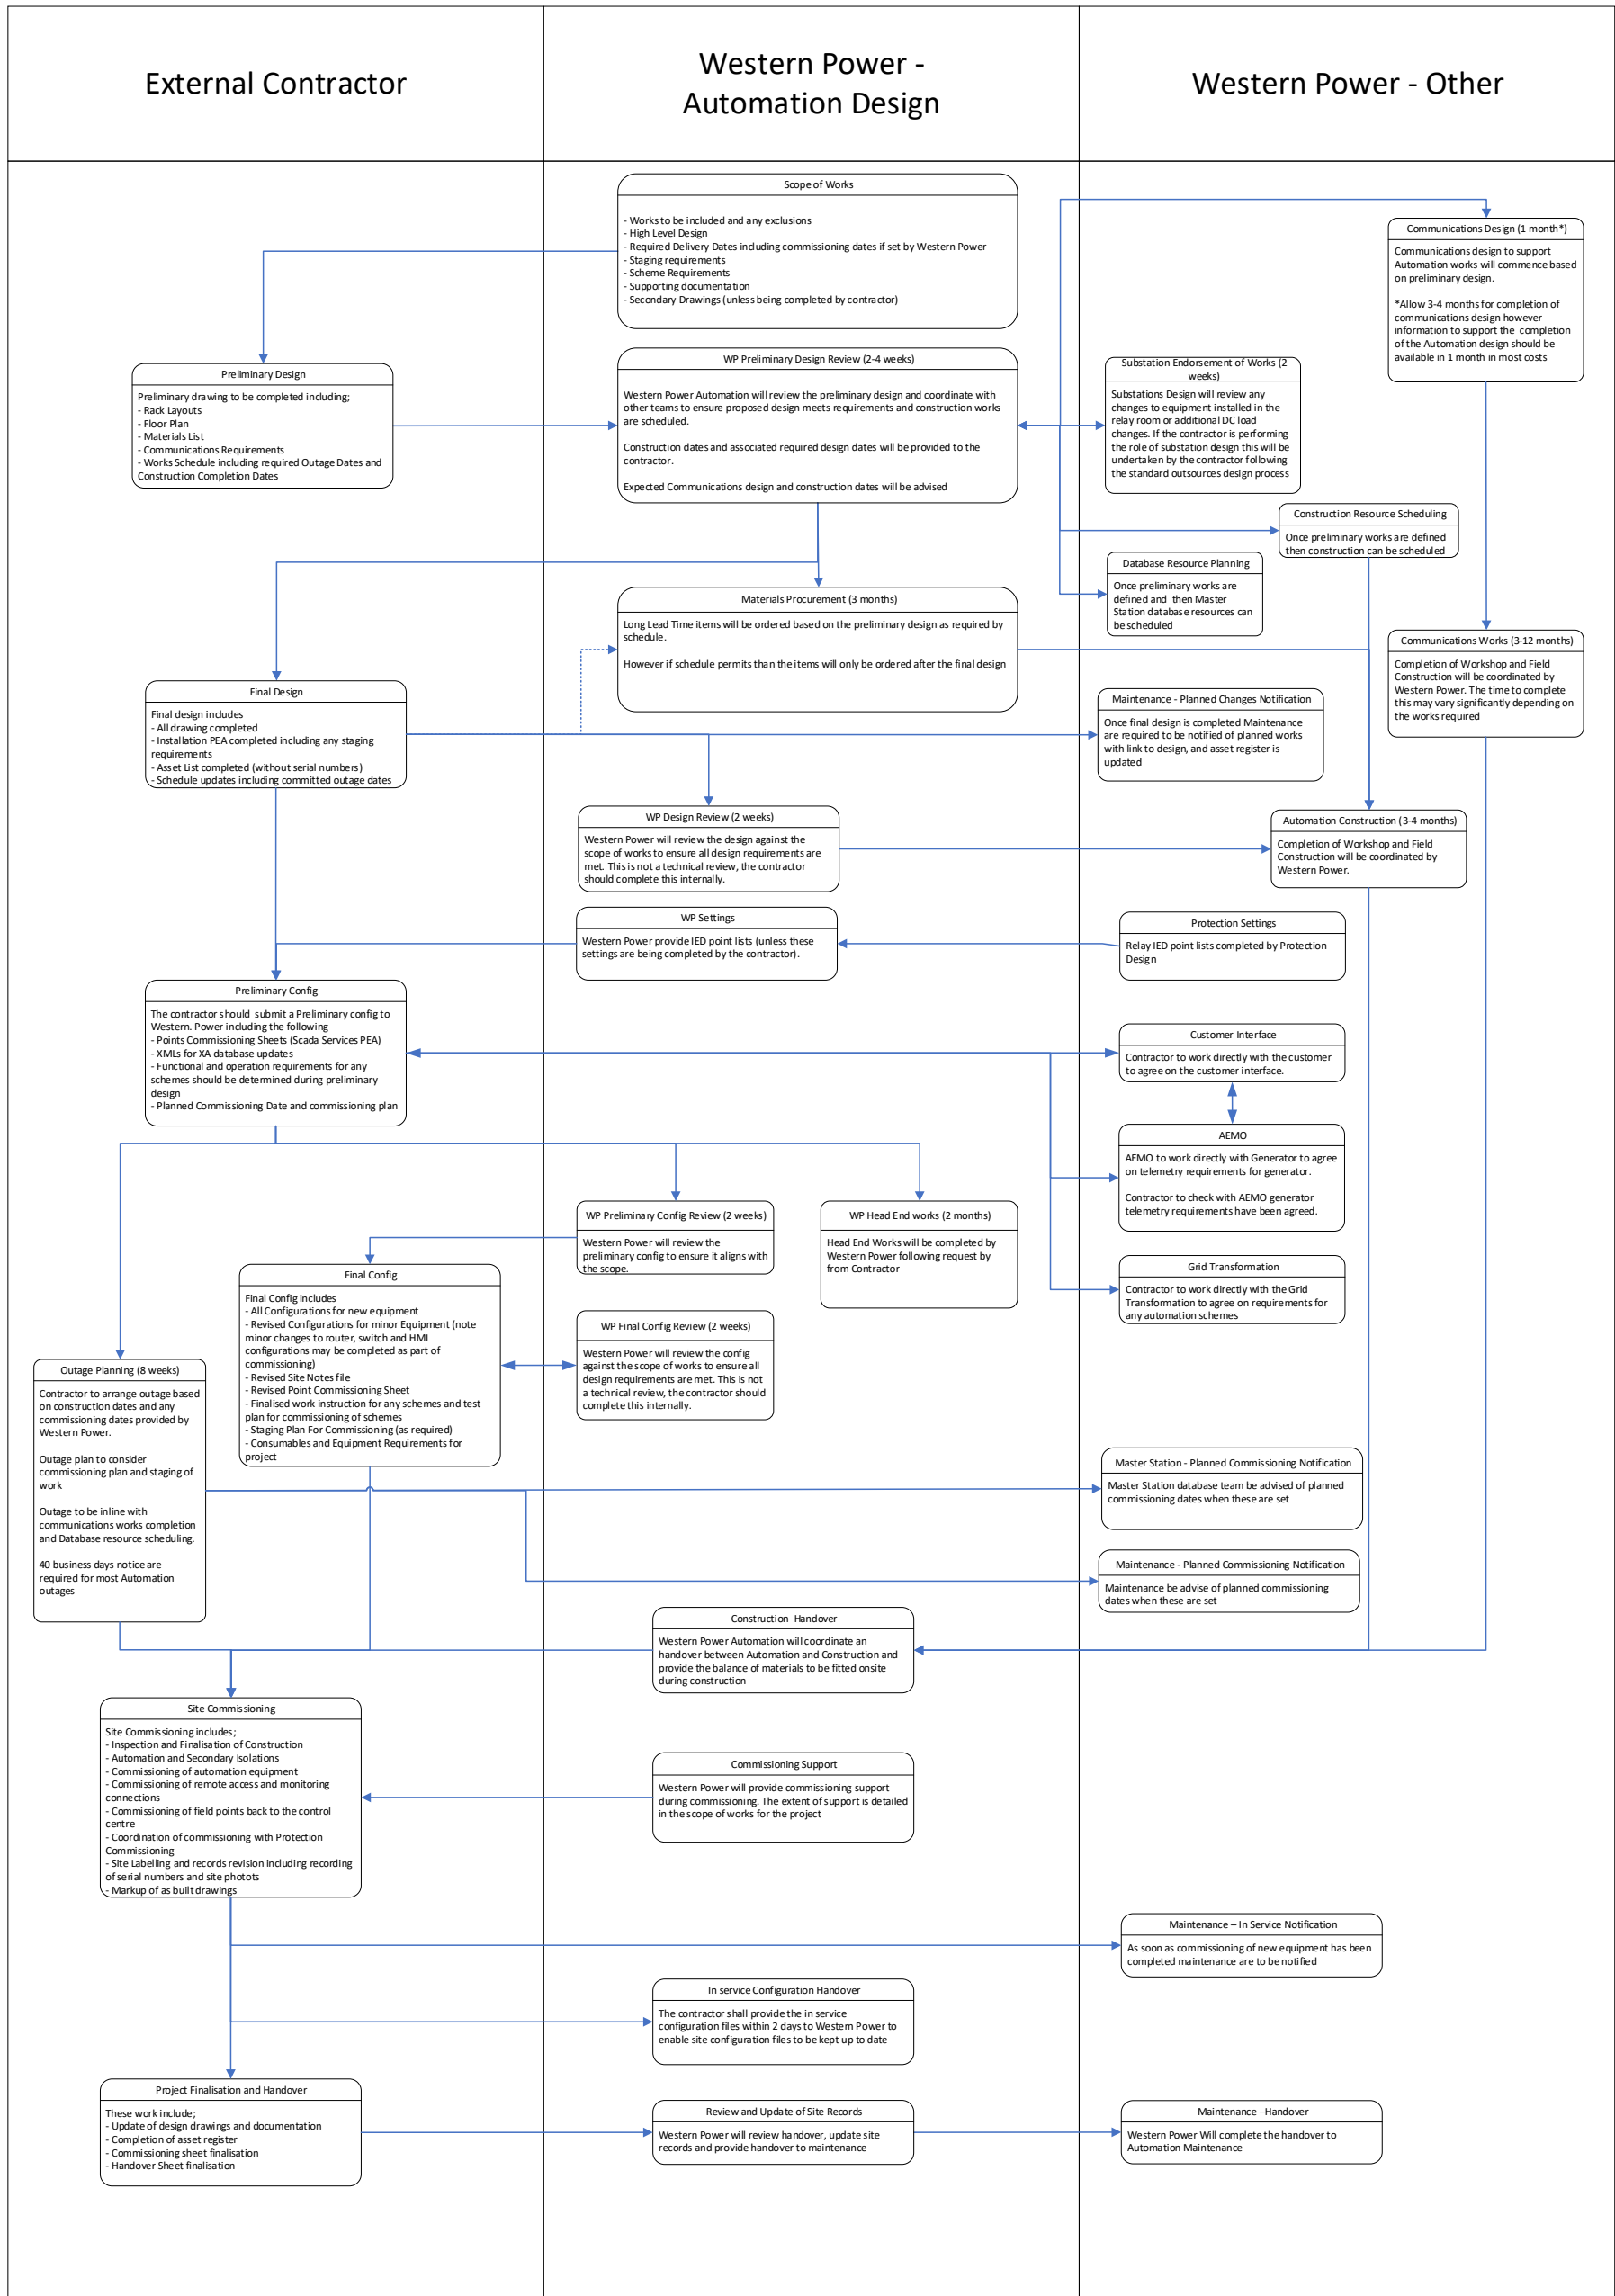 External Contractor
Western Power -
Automation Design
Western Power - Other
Scope of Works
- Works to be included and any exclusions
- High Level Design
- Required Delivery Dates including commissioning dates if set by Western Power
- Staging requirements
- Scheme Requirements
- Supporting documentation
- Secondary Drawings (unless being completed by contractor)
Communications Design (1 month*)
Communications design to support
Automation works will commence based
on preliminary design.
*Allow 3-4 months for completion of
communications design however
information to support the completion
of the Automation design should be
available in 1 month in most costs
Preliminary Design
Preliminary drawing to be completed including;
- Rack Layouts
- Floor Plan
- Materials List
- Communications Requirements
- Works Schedule including required Outage Dates and
Construction Completion Dates
WP Preliminary Design Review (2-4 weeks)
Western Power Automation will review the preliminary design and coordinate with
other teams to ensure proposed design meets requirements and construction works
are scheduled.
Construction dates and associated required design dates will be provided to the
contractor.
Expected Communications design and construction dates will be advised
Substation Endorsement of Works (2
weeks)
Substations Design will review any
changes to equipment installed in the
relay room or additional DC load
changes. If the contractor is performing
the role of substation design this will be
undertaken by the contractor following
the standard outsources design process
Construction Resource Scheduling
Once preliminary works are defined
then construction can be scheduled
Database Resource Planning
Once preliminary works are
defined and then Master
Station database resources can
be scheduled
Materials Procurement (3 months)
Long Lead Time items will be ordered based on the preliminary design as required by
schedule.
However if schedule permits than the items will only be ordered after the final design
Communications Works (3-12 months)
Completion of Workshop and Field
Construction will be coordinated by
Western Power. The time to complete
this may vary significantly depending on
the works required
Final Design
Final design includes
- All drawing completed
- Installation PEA completed including any staging
requirements
- Asset List completed (without serial numbers)
- Schedule updates including committed outage dates
Maintenance - Planned Changes Notification
Once final design is completed Maintenance
are required to be notified of planned works
with link to design, and asset register is
updated
WP Design Review (2 weeks)
Western Power will review the design against the
scope of works to ensure all design requirements are
met. This is not a technical review, the contractor
should complete this internally.
Automation Construction (3-4 months)
Completion of Workshop and Field
Construction will be coordinated by
Western Power.
WP Settings
Western Power provide IED point lists (unless these
settings are being completed by the contractor).
Protection Settings
Relay IED point lists completed by Protection
Design
Preliminary Config
The contractor should submit a Preliminary config to
Western. Power including the following
- Points Commissioning Sheets (Scada Services PEA)
- XMLs for XA database updates
- Functional and operation requirements for any
schemes should be determined during preliminary
design
- Planned Commissioning Date and commissioning plan
Customer Interface
Contractor to work directly with the customer
to agree on the customer interface.
AEMO
AEMO to work directly with Generator to agree
on telemetry requirements for generator.
Contractor to check with AEMO generator
telemetry requirements have been agreed.
WP Preliminary Config Review (2 weeks)
Western Power will review the
preliminary config to ensure it aligns with
the scope.
WP Head End works (2 months)
Head End Works will be completed by
Western Power following request by
from Contractor
Grid Transformation
Contractor to work directly with the Grid
Transformation to agree on requirements for
any automation schemes
Final Config
Final Config includes
- All Configurations for new equipment
- Revised Configurations for minor Equipment (note
minor changes to router, switch and HMI
configurations may be completed as part of
commissioning)
- Revised Site Notes file
- Revised Point Commissioning Sheet
- Finalised work instruction for any schemes and test
plan for commissioning of schemes
- Staging Plan For Commissioning (as required)
- Consumables and Equipment Requirements for
project
WP Final Config Review (2 weeks)
Western Power will review the config
against the scope of works to ensure all
design requirements are met. This is not
a technical review, the contractor should
complete this internally.
Outage Planning (8 weeks)
Contractor to arrange outage based
on construction dates and any
commissioning dates provided by
Western Power.
Outage plan to consider
commissioning plan and staging of
work
Outage to be inline with
communications works completion
and Database resource scheduling.
40 business days notice are
required for most Automation
outages
Master Station - Planned Commissioning Notification
Master Station database team be advised of planned
commissioning dates when these are set
Maintenance - Planned Commissioning Notification
Maintenance be advise of planned commissioning
dates when these are set
Construction Handover
Western Power Automation will coordinate an
handover between Automation and Construction and
provide the balance of materials to be fitted onsite
during construction
Site Commissioning
Site Commissioning includes;
- Inspection and Finalisation of Construction
- Automation and Secondary Isolations
- Commissioning of automation equipment
- Commissioning of remote access and monitoring
connections
- Commissioning of field points back to the control
centre
- Coordination of commissioning with Protection
Commissioning
- Site Labelling and records revision including recording
of serial numbers and site photots
- Markup of as built drawings
Commissioning Support
Western Power will provide commissioning support
during commissioning. The extent of support is detailed
in the scope of works for the project
Maintenance – In Service Notification
As soon as commissioning of new equipment has been
completed maintenance are to be notified
In service Configuration Handover
The contractor shall provide the in service
configuration files within 2 days to Western Power to
enable site configuration files to be kept up to date
Project Finalisation and Handover
These work include;
- Update of design drawings and documentation
- Completion of asset register
- Commissioning sheet finalisation
- Handover Sheet finalisation
Review and Update of Site Records
Western Power will review handover, update site
records and provide handover to maintenance
Maintenance –Handover
Western Power Will complete the handover to
Automation Maintenance